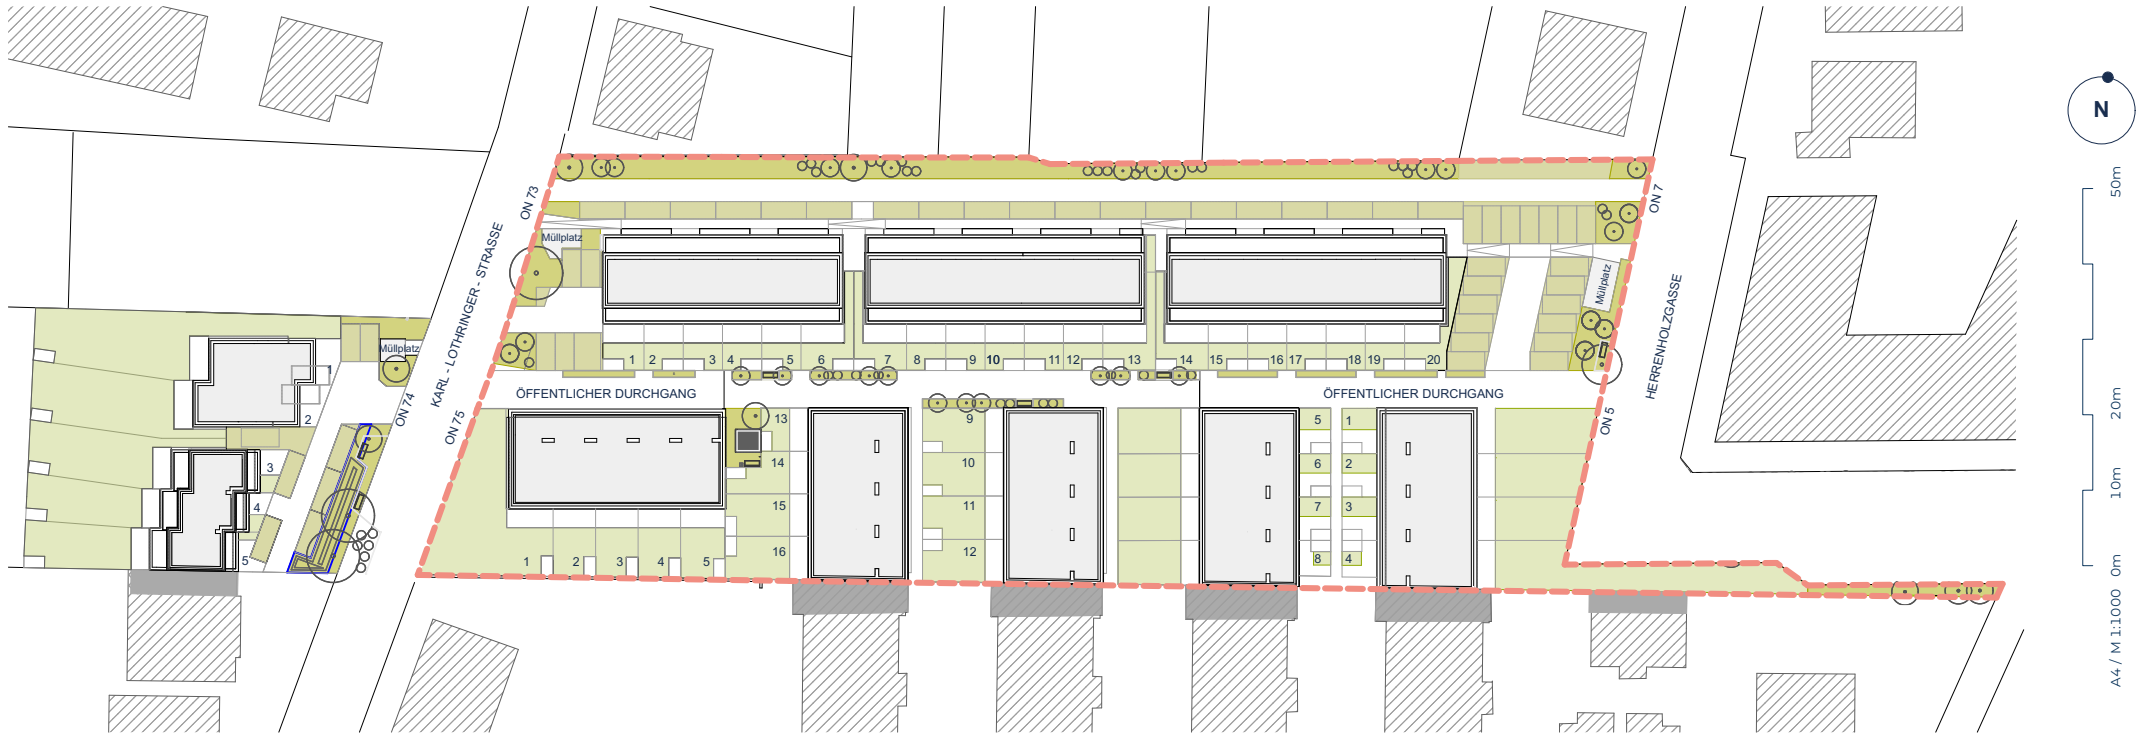 N
50m
20m
10m
0m
A4 / M 1:1000
ON 73
ON 7
KARL - LOTHRINGER - STRASSE
Müllplatz
Müllplatz
HERRENHOLZGASSE
Müllplatz
1 2 3 4 5 6 7 8 9 10 11 12 13 14 15 16 17 18 19 20
ÖFFENTLICHER DURCHGANG
ÖFFENTLICHER DURCHGANG
ON 74
ON 75
ON 5
1
2
3
4
5
13
14
15
16
9
10
11
12
5 1
6 2
7 3
8 4
1 2 3 4 5